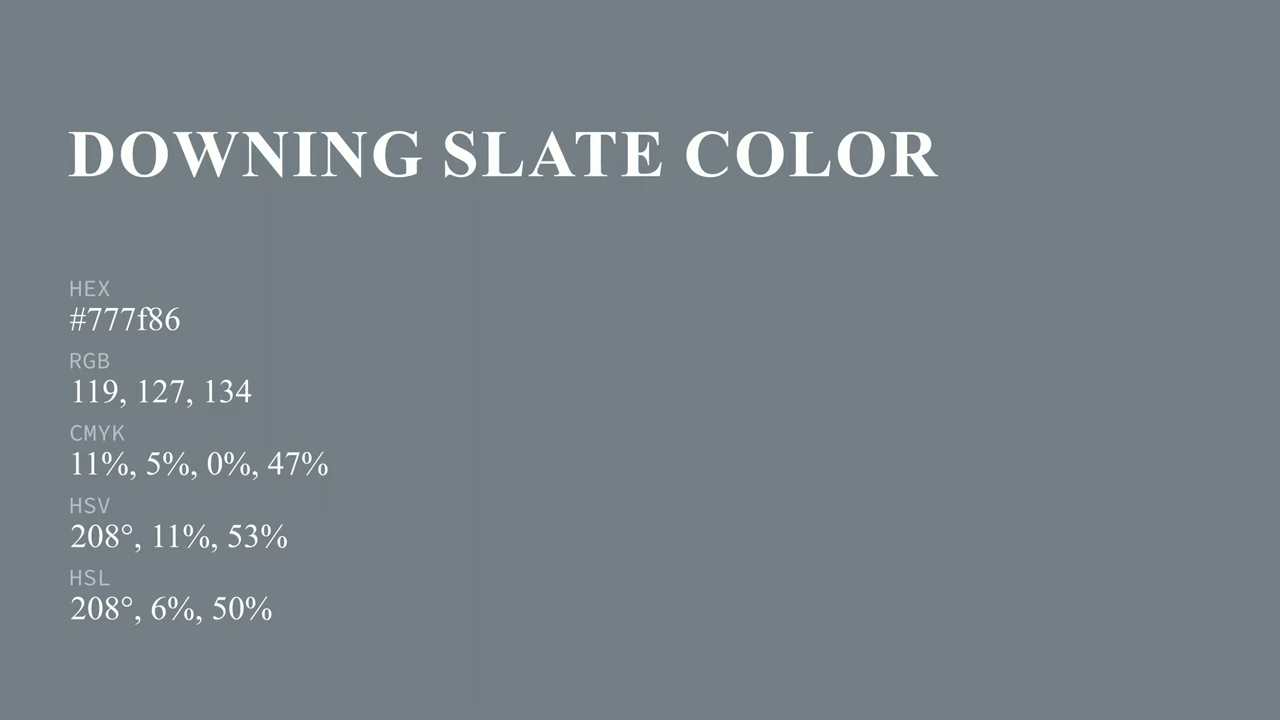 DOWNING SLATE COLOR
HEX
#777f86
RGB
119, 127, 134
CMYK
11%, 5%, 0%, 47%
HSV
208°, 11%, 53%
HSL
208°, 6%, 50%